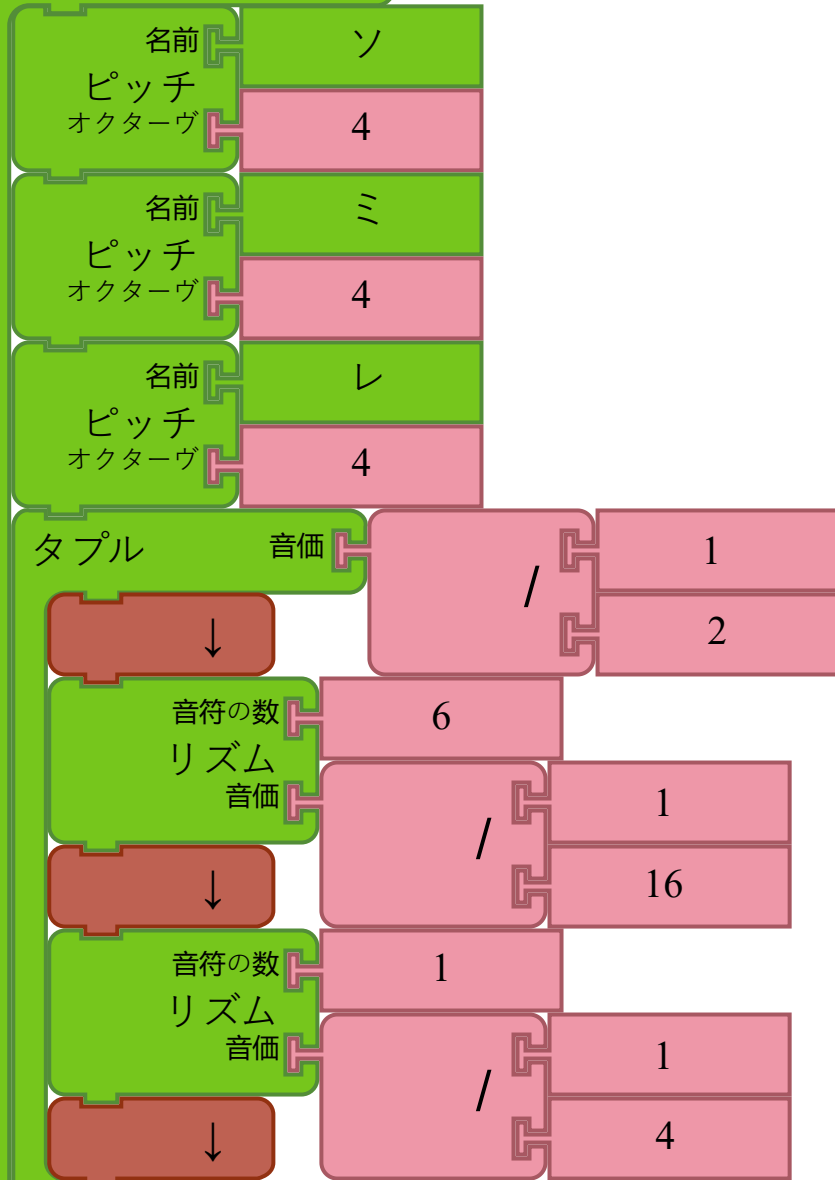 名前 ソ
ピッチ
オクターヴ 4
名前 ミ
ピッチ
オクターヴ 4
名前 レ
ピッチ
オクターヴ 4
タプル 音価 / 1
2
↓
音符の数 6
リズム
音価 / 1
16
↓
音符の数 1
リズム
音価 / 1
4
↓